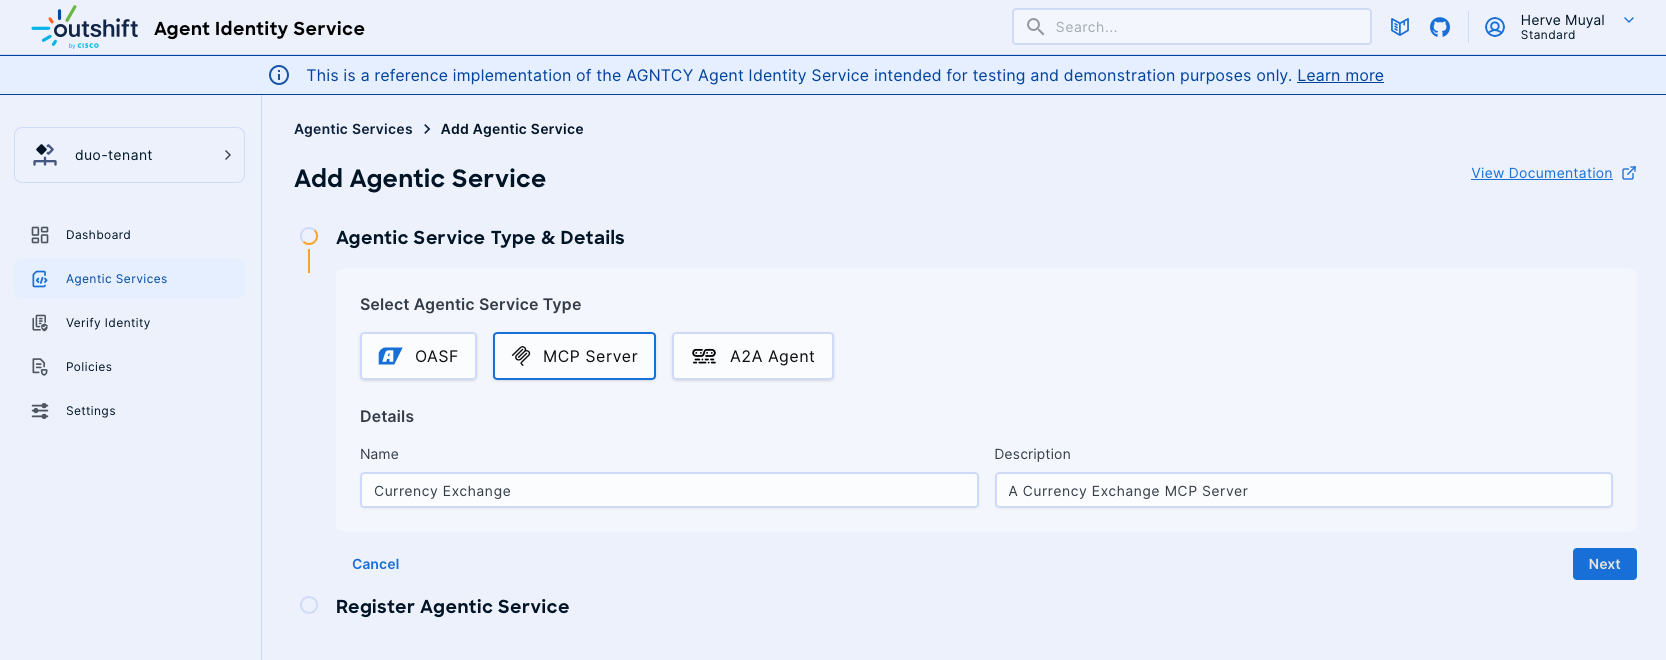 outshift
by CISCO
Agent Identity Service
Search...
Herve Muyal
Standard
This is a reference implementation of the AGNTCY Agent Identity Service intended for testing and demonstration purposes only. Learn more
duo-tenant
Dashboard
Agentic Services
Verify Identity
Policies
Settings
Agentic Services > Add Agentic Service
Add Agentic Service
View Documentation
Agentic Service Type & Details
Select Agentic Service Type
OASF
MCP Server
A2A Agent
Details
Name
Description
Currency Exchange
A Currency Exchange MCP Server
Cancel
Next
Register Agentic Service